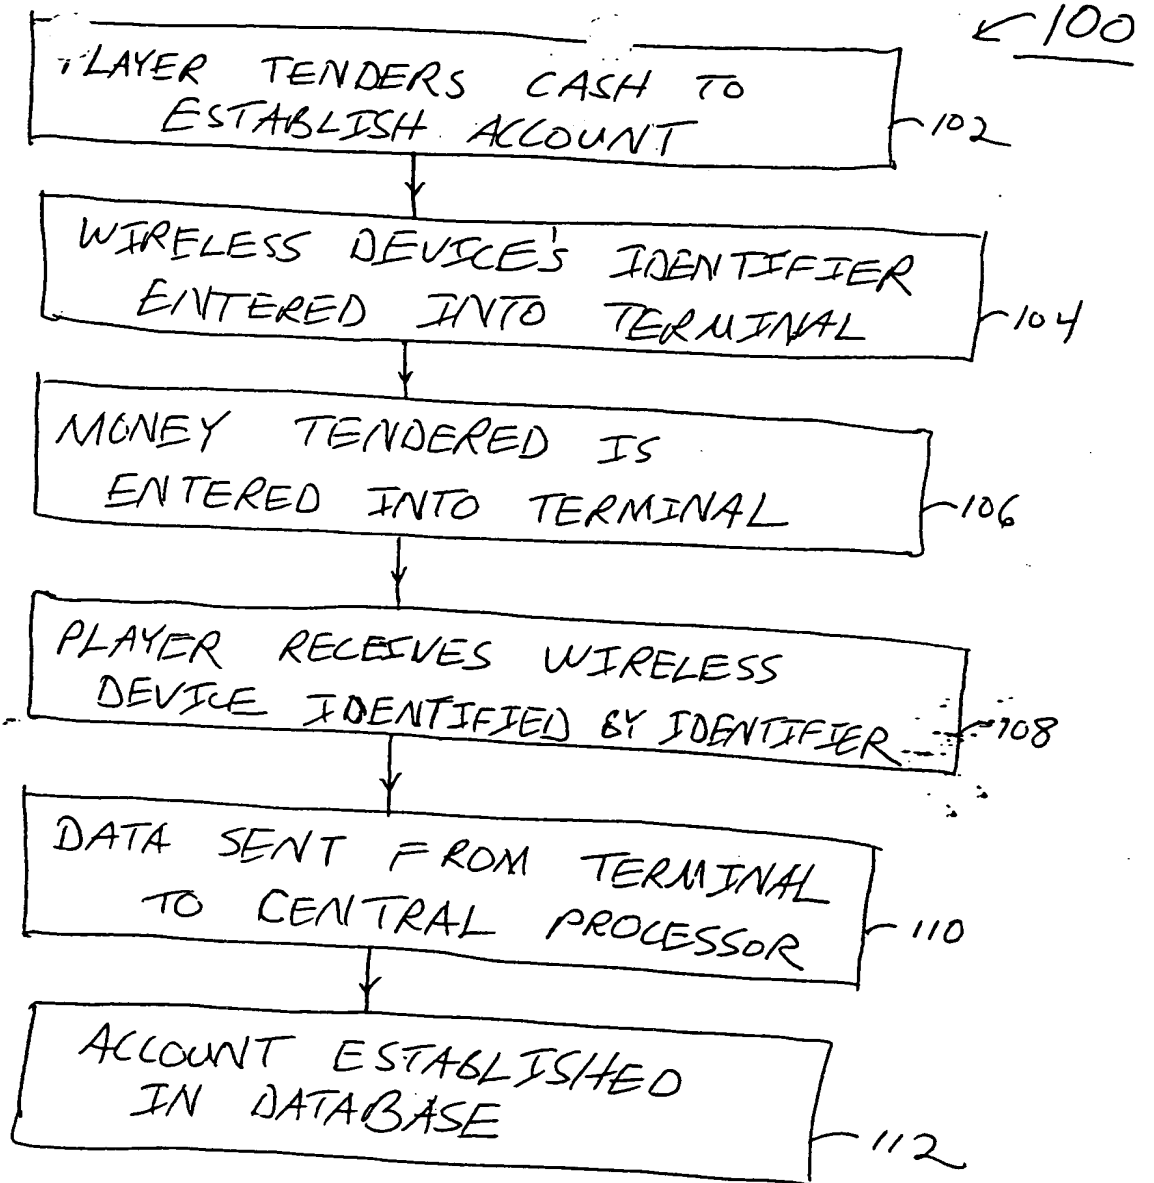 100
PLAYER TENDERS CASH TO
ESTABLISH ACCOUNT
102
WIRELESS DEVICE'S IDENTIFIER
ENTERED INTO TERMINAL
104
MONEY TENDERED IS
ENTERED INTO TERMINAL
106
PLAYER RECEIVES WIRELESS
DEVICE IDENTIFIED BY IDENTIFIER
108
DATA SENT FROM TERMINAL
TO CENTRAL PROCESSOR
110
ACCOUNT ESTABLISHED
IN DATABASE
112